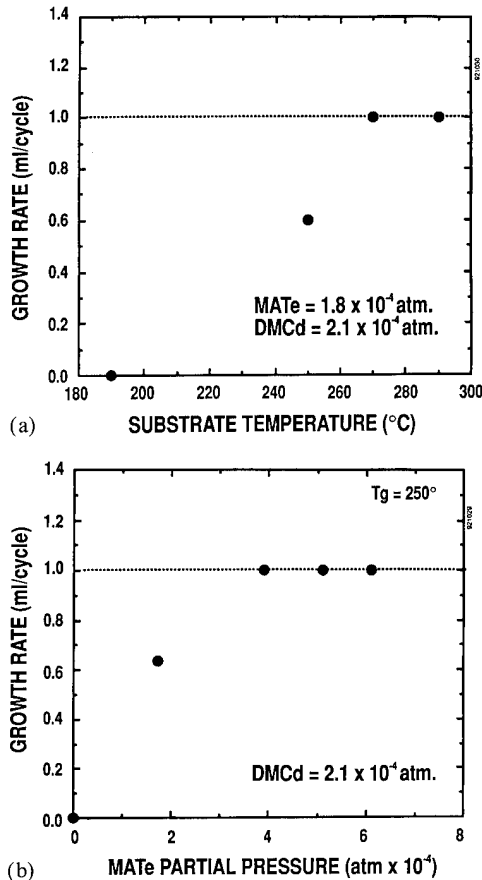 1.4
921030
1.2
1.0
0.8
0.6
0.4
0.2
0.0
GROWTH RATE (ml/cycle)
MATe = 1.8 x 10⁻⁴ atm.
DMCd = 2.1 x 10⁻⁴ atm.
180 200 220 240 260 280 300
(a) SUBSTRATE TEMPERATURE (°C)
1.4
Tg = 250°
921029
1.2
1.0
0.8
0.6
0.4
0.2
0.0
GROWTH RATE (ml/cycle)
DMCd = 2.1 x 10⁻⁴ atm.
0 2 4 6 8
(b) MATe PARTIAL PRESSURE (atm x 10⁻⁴)